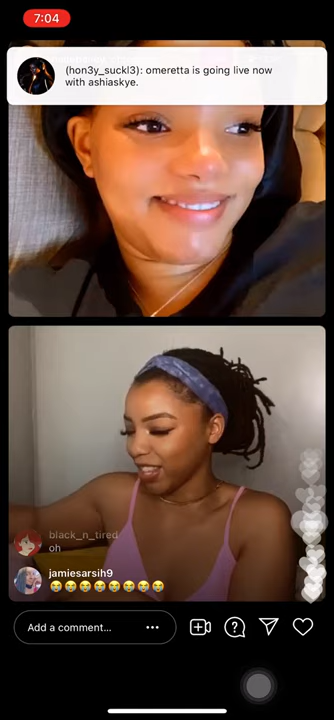 7:04
(hon3y_suckl3): omeretta is going live now
with ashiaskye.
black_n_tired
oh
jamiesarsih9
😭😭😭😭😭😭😭😭
Add a comment...